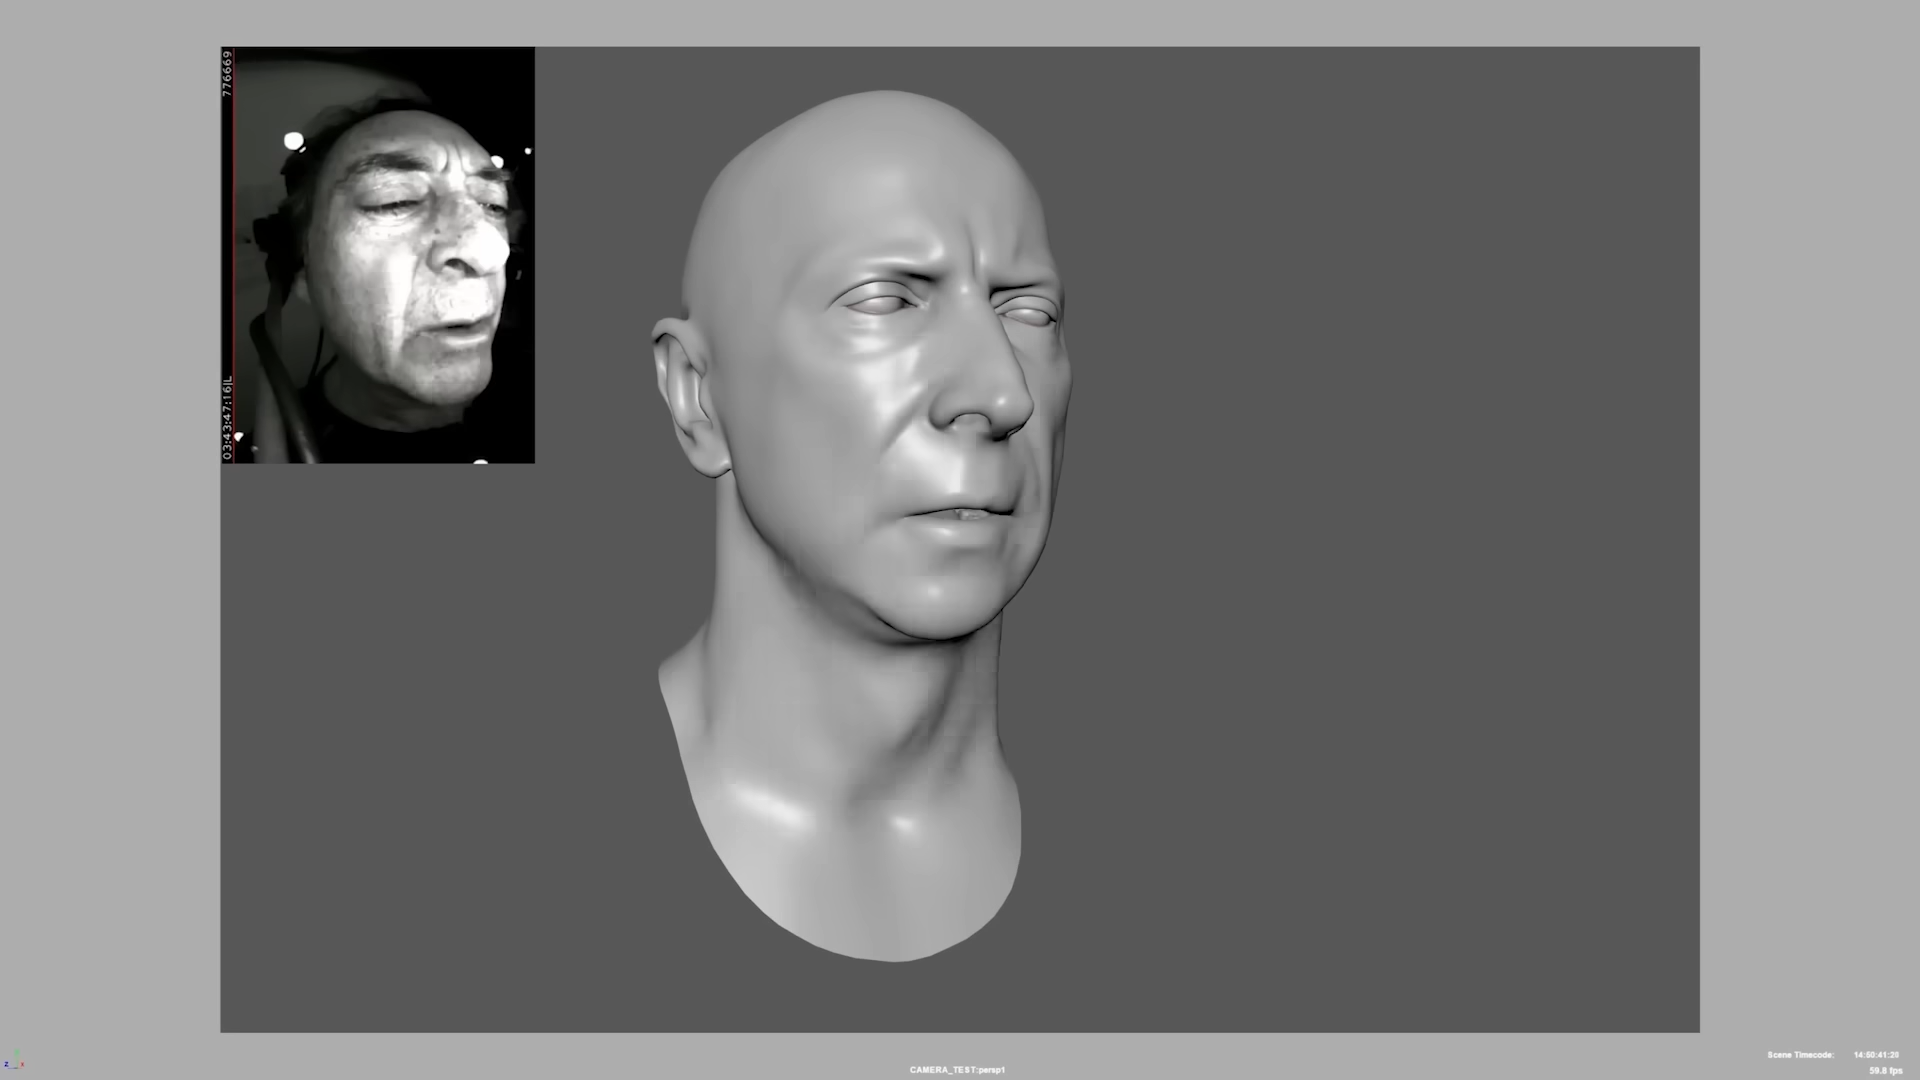 776669
03:43:47:16|L
Scene Timecode: 14:50:41:20
CAMERA_TEST:persp1
59.8 fps
z
x